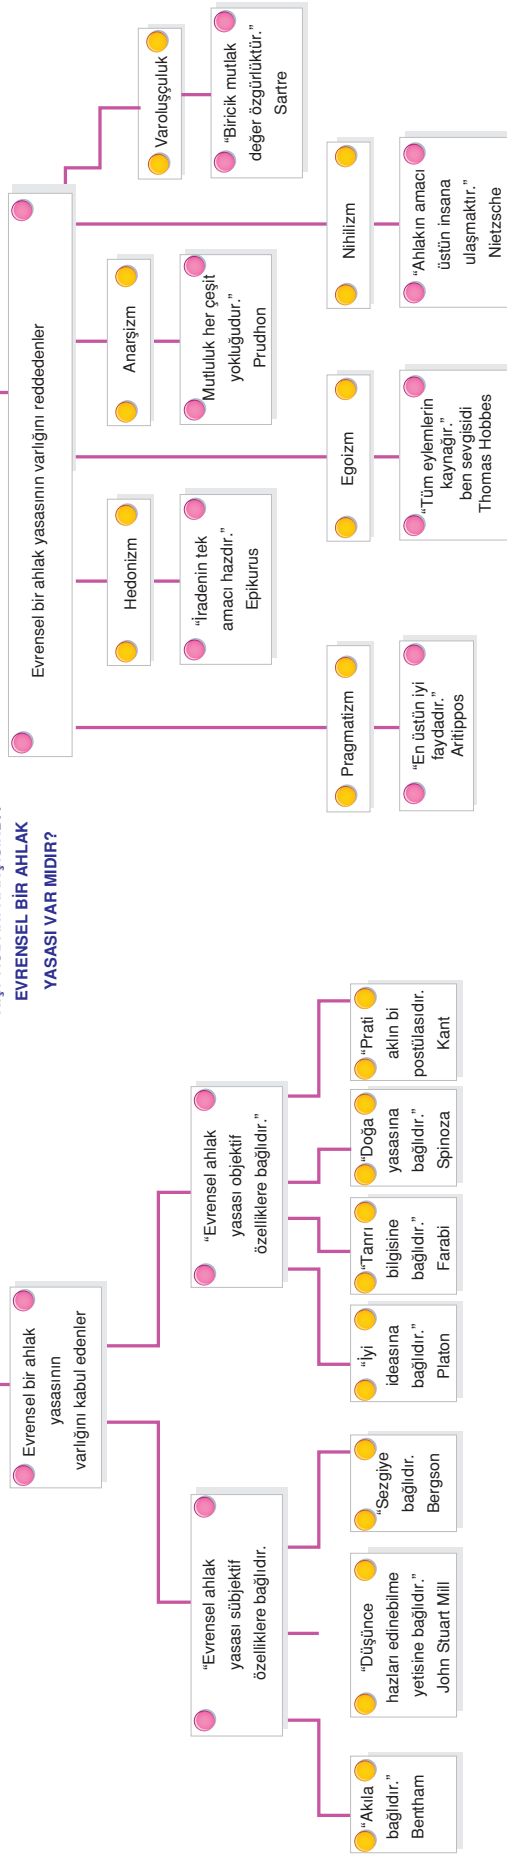 EVRENSEL BİR AHLAK
YASASI VAR MIDIR?
Evrensel bir ahlak
yasasının
varlığını kabul edenler
“Evrensel ahlak
yasası sübjektif
özelliklere bağlıdır.
“Akıla
bağlıdır.”
Bentham
“Düşünce
hazları edinebilme
yetisine bağlıdır.”
John Stuart Mill
“Sezgiye
bağlıdır.
Bergson
“Evrensel ahlak
yasası objektif
özelliklere bağlıdır.”
“İyi
ideasına
bağlıdır.”
Platon
“Tanrı
bilgisine
bağlıdır.”
Farabi
“Doğa
yasasına
bağlıdır.”
Spinoza
“Prati
aklın bi
postülasıdır.
Kant
Evrensel bir ahlak yasasının varlığını reddedenler
Pragmatizm
“En üstün iyi
faydadır.”
Aritippos
Hedonizm
“İradenin tek
amacı hazdır.”
Epikurus
Egoizm
“Tüm eylemlerin
kaynağır.”
ben sevgisidi
Thomas Hobbes
Anarşizm
Mutluluk her çeşit
yokluğudur.”
Prudhon
Nihilizm
“Ahlakın amacı
üstün insana
ulaşmaktır.”
Nietzsche
Varoluşçuluk
“Biricik mutlak
değer özgürlüktür.”
Sartre